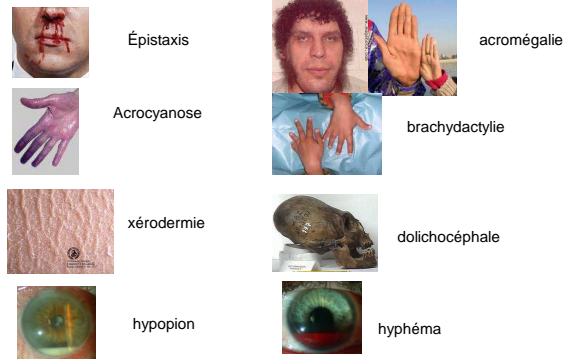 Épistaxis
acromégalie
Acrocyanose
brachydactylie
xérodermie
dolichocéphale
hypopion
hyphéma